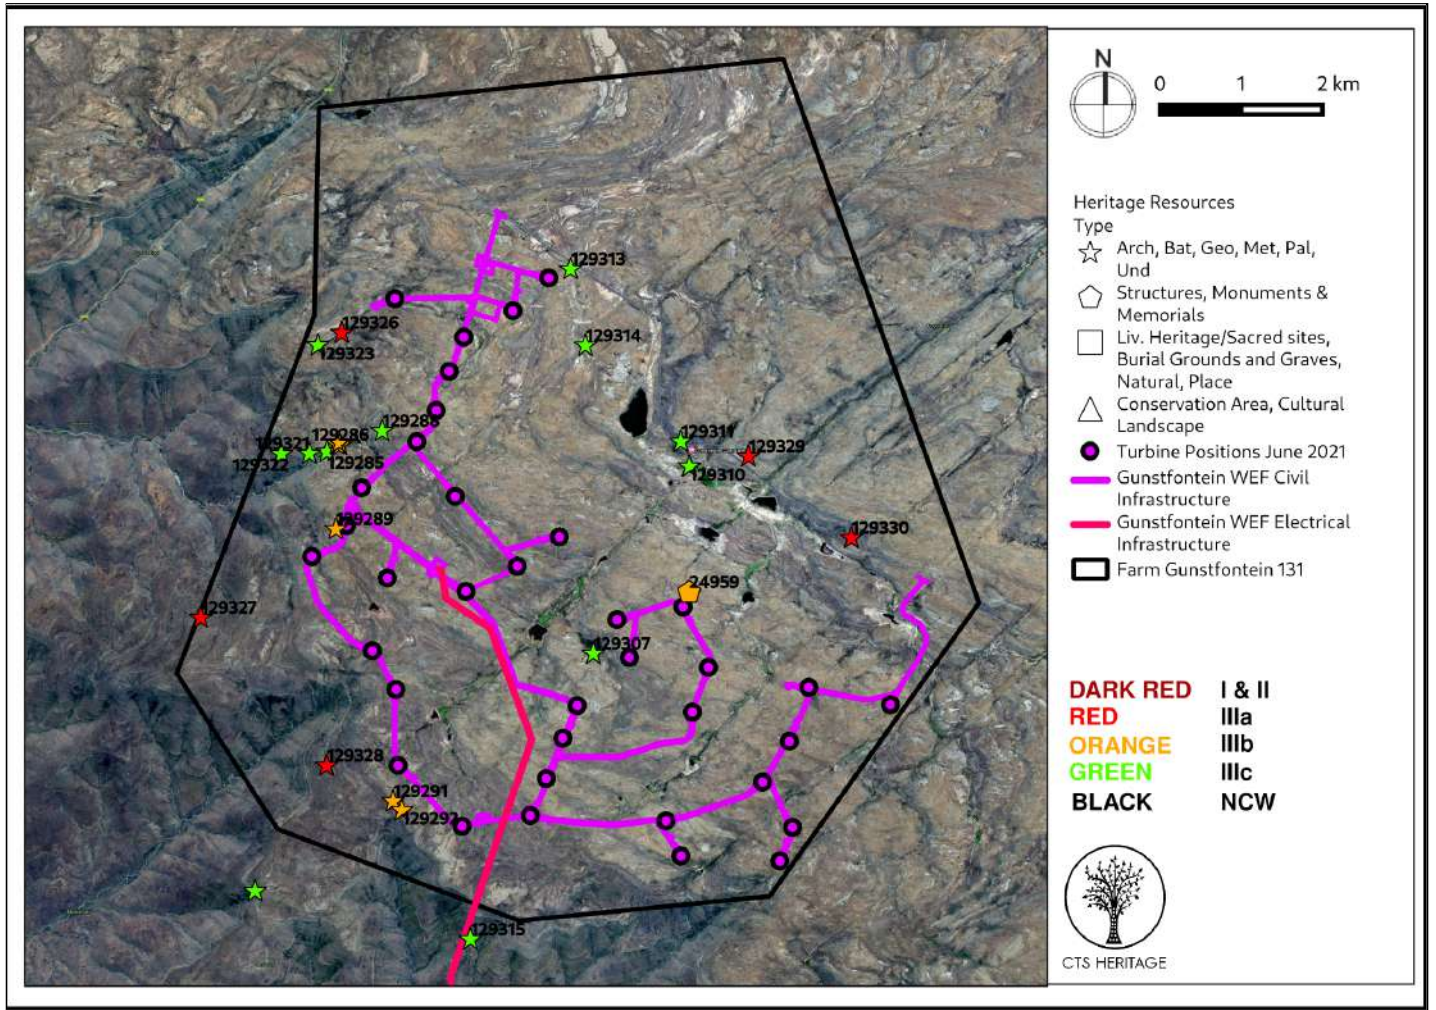 129313
129326
129314
129323
129288
129311
129286
129321
129329
129322
129285
129310
129289
129330
24959
129327
129307
129328
129291
129292
129315
N
0 1 2 km
Heritage Resources
Type
Arch, Bat, Geo, Met, Pal,
Und
Structures, Monuments &
Memorials
Liv. Heritage/Sacred sites,
Burial Grounds and Graves,
Natural, Place
Conservation Area, Cultural
Landscape
Turbine Positions June 2021
Gunstfontein WEF Civil
Infrastructure
Gunstfontein WEF Electrical
Infrastructure
Farm Gunstfontein 131
DARK RED I & II
RED IIIa
ORANGE IIIb
GREEN IIIc
BLACK NCW
CTS HERITAGE